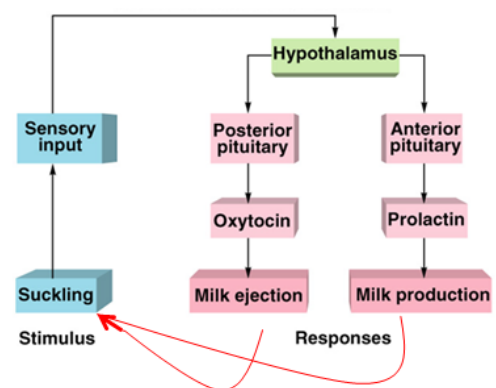 Hypothalamus
Sensory
input
Posterior
pituitary
Anterior
pituitary
Oxytocin
Prolactin
Suckling
Milk ejection
Milk production
Stimulus
Responses